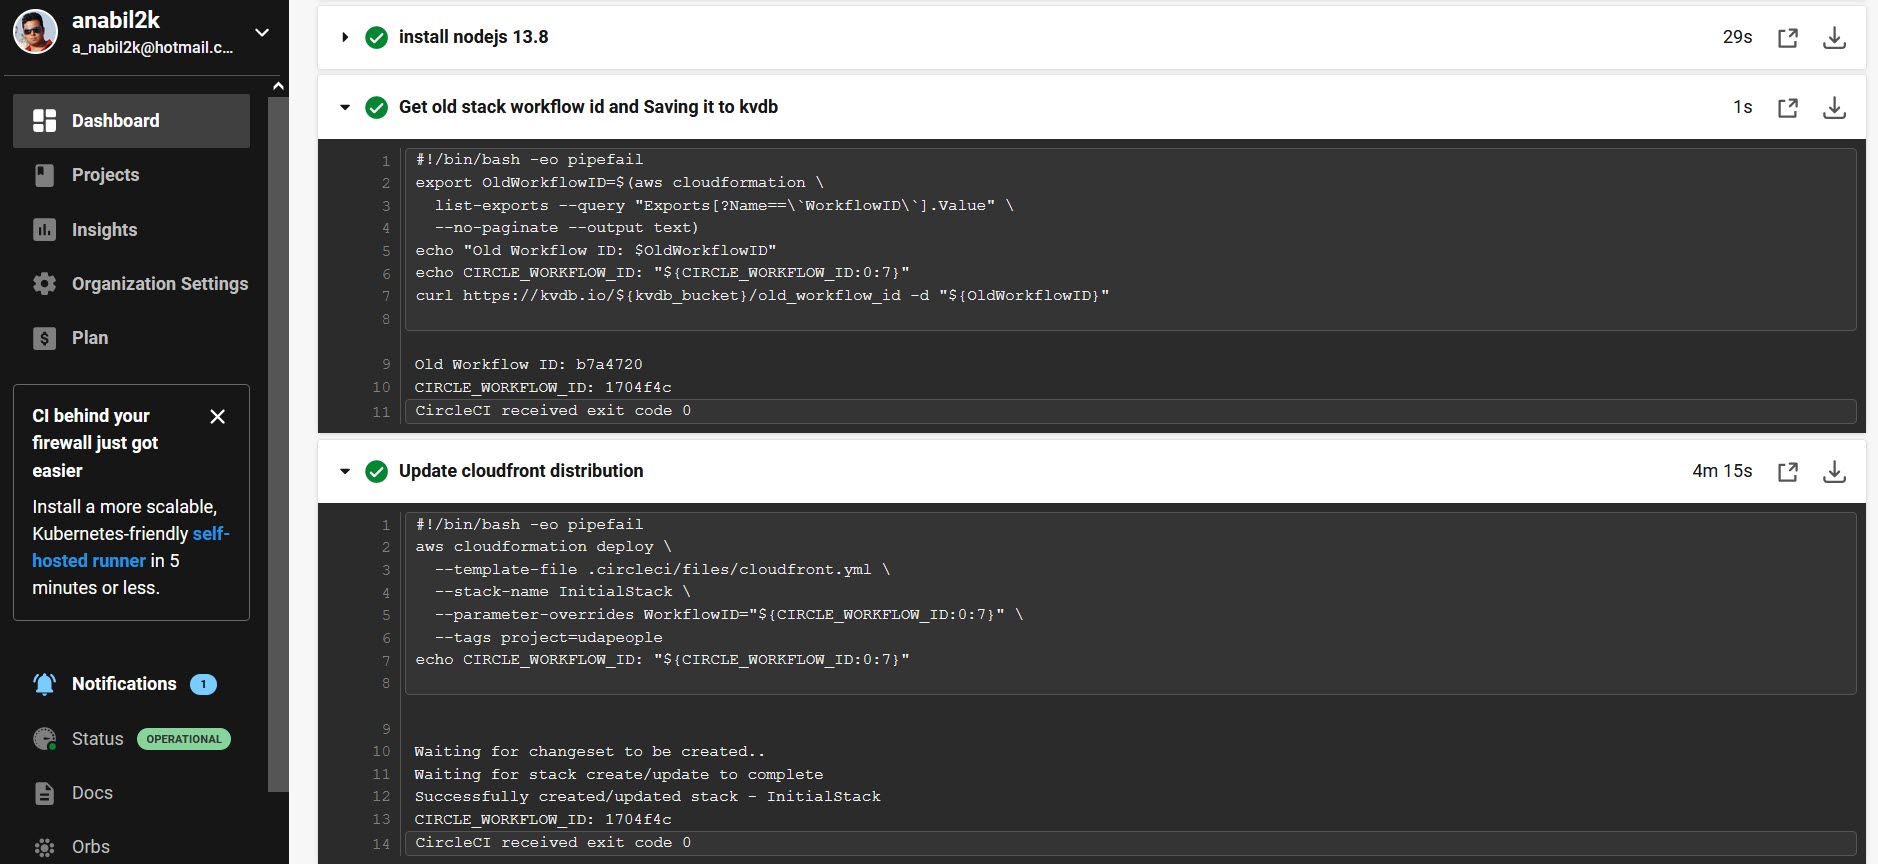 anabil2k
a_nabil2k@hotmail.c...
Dashboard
Projects
Insights
Organization Settings
Plan
CI behind your
firewall just got
easier
Install a more scalable,
Kubernetes-friendly self-
hosted runner in 5
minutes or less.
Notifications 1
Status OPERATIONAL
Docs
Orbs
install nodejs 13.8 29s
Get old stack workflow id and Saving it to kvdb 1s
1 #!/bin/bash -eo pipefail
2 export OldWorkflowID=$(aws cloudformation \
3 list-exports --query "Exports[?Name==\`WorkflowID\`].Value" \
4 --no-paginate --output text)
5 echo "Old Workflow ID: $OldWorkflowID"
6 echo CIRCLE_WORKFLOW_ID: "${CIRCLE_WORKFLOW_ID:0:7}"
7 curl https://kvdb.io/${kvdb_bucket}/old_workflow_id -d "${OldWorkflowID}"
8
9 Old Workflow ID: b7a4720
10 CIRCLE_WORKFLOW_ID: 1704f4c
11 CircleCI received exit code 0
Update cloudfront distribution 4m 15s
1 #!/bin/bash -eo pipefail
2 aws cloudformation deploy \
3 --template-file .circleci/files/cloudfront.yml \
4 --stack-name InitialStack \
5 --parameter-overrides WorkflowID="${CIRCLE_WORKFLOW_ID:0:7}" \
6 --tags project=udapeople
7 echo CIRCLE_WORKFLOW_ID: "${CIRCLE_WORKFLOW_ID:0:7}"
8
9
10 Waiting for changeset to be created..
11 Waiting for stack create/update to complete
12 Successfully created/updated stack - InitialStack
13 CIRCLE_WORKFLOW_ID: 1704f4c
14 CircleCI received exit code 0